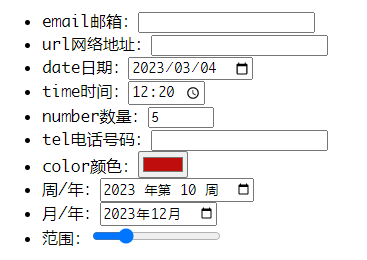 email邮箱:
url网络地址:
date日期: 2023/03/04
time时间: 12:20
number数量: 5
tel电话号码:
color颜色:
周/年: 2023 年第 10 周
月/年: 2023年12月
范围: